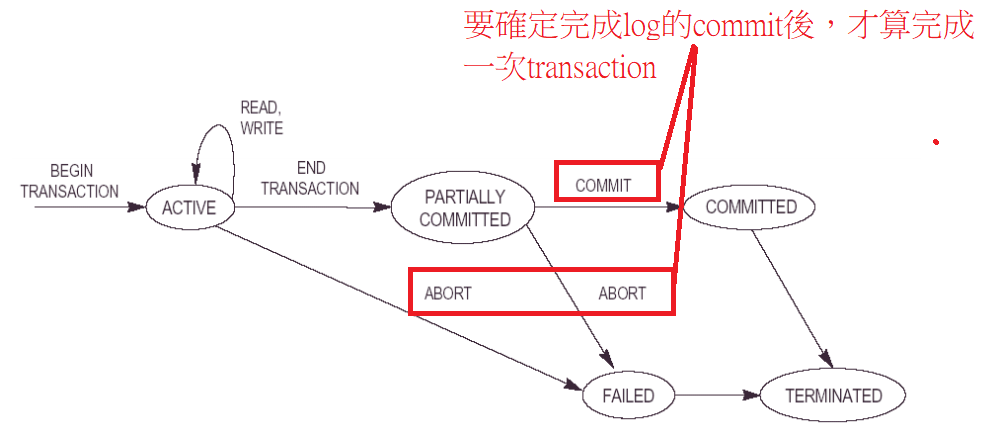 要確定完成log的commit後，才算完成
一次transaction
READ,
WRITE
BEGIN
TRANSACTION
END
TRANSACTION
ACTIVE
PARTIALLY
COMMITTED
COMMIT
COMMITTED
ABORT
ABORT
FAILED
TERMINATED